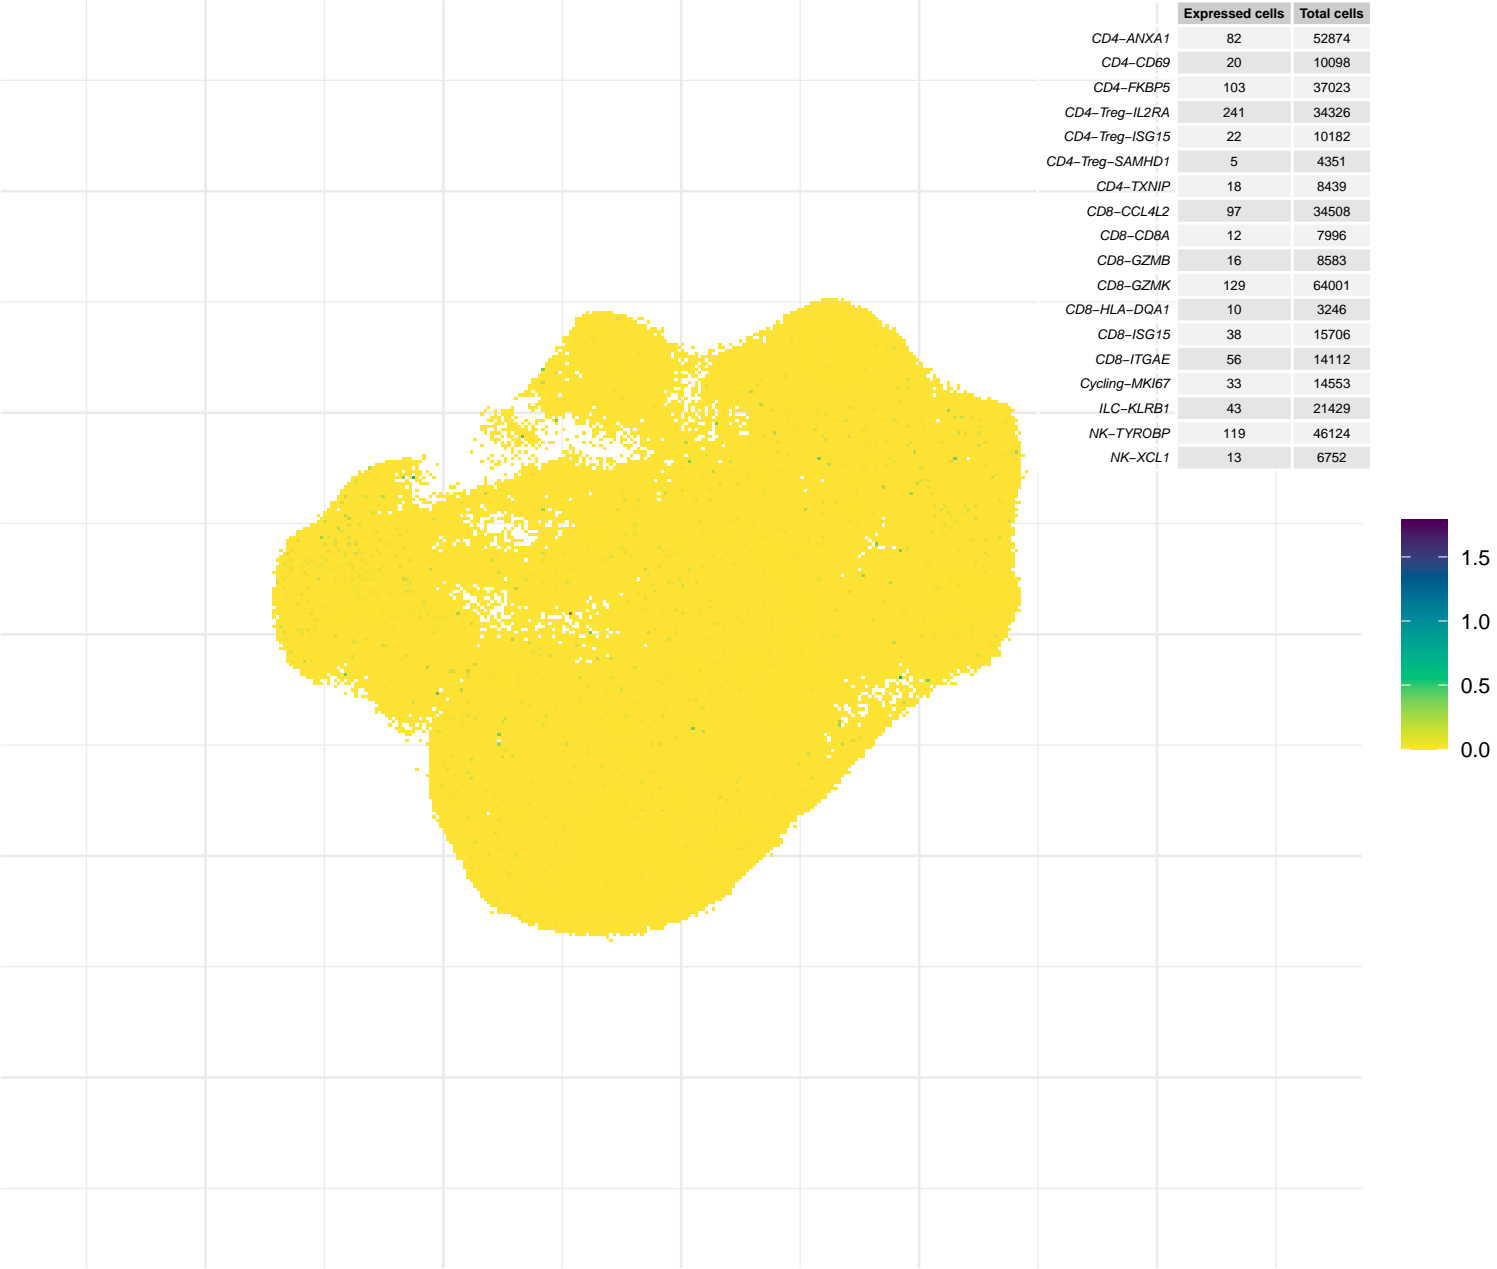 Expressed cells Total cells
CD4−ANXA1 82 52874
CD4−CD69 20 10098
CD4−FKBP5 103 37023
CD4−Treg−IL2RA 241 34326
CD4−Treg−ISG15 22 10182
CD4−Treg−SAMHD1 5 4351
CD4−TXNIP 18 8439
CD8−CCL4L2 97 34508
CD8−CD8A 12 7996
CD8−GZMB 16 8583
CD8−GZMK 129 64001
CD8−HLA−DQA1 10 3246
CD8−ISG15 38 15706
CD8−ITGAE 56 14112
Cycling−MKI67 33 14553
ILC−KLRB1 43 21429
NK−TYROBP 119 46124
NK−XCL1 13 6752
1.5
1.0
0.5
0.0